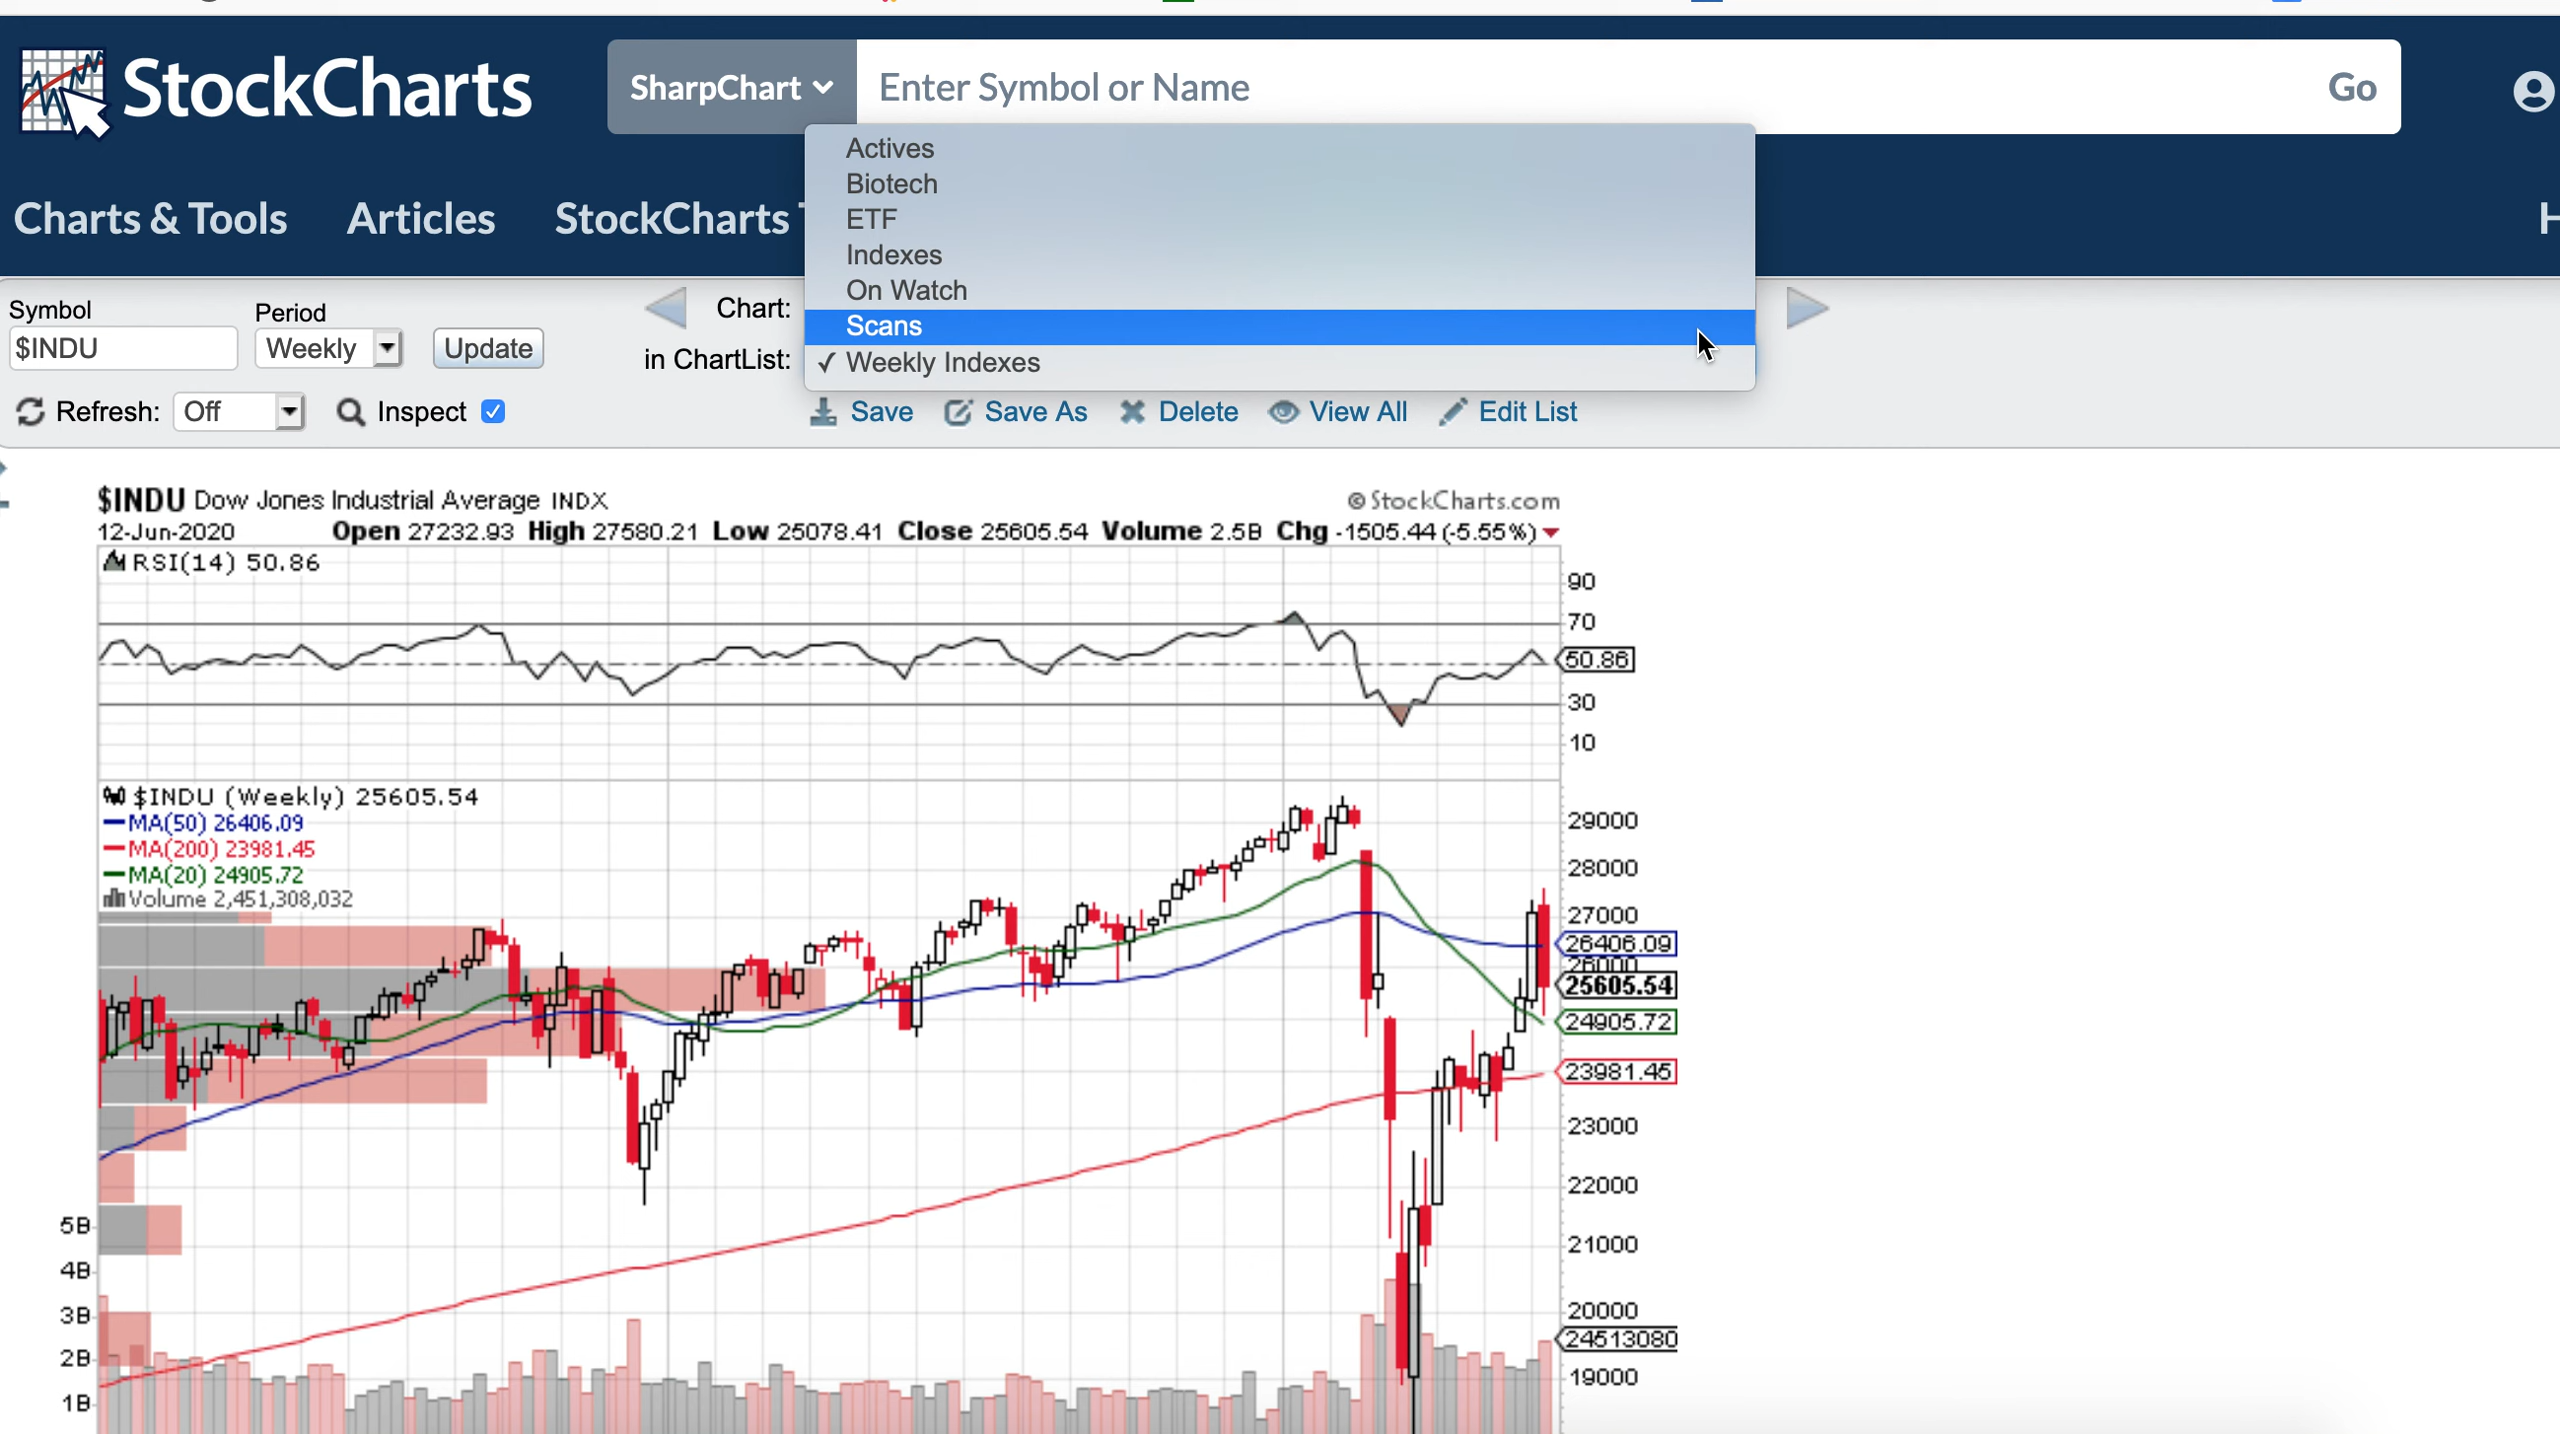 StockCharts
SharpChart
Enter Symbol or Name
Go
Actives
Biotech
ETF
Indexes
On Watch
Scans
✓ Weekly Indexes
Charts & Tools
Articles
StockCharts
H
Symbol
Period
$INDU
Weekly
Update
Chart:
in ChartList:
Refresh:
Off
Inspect
Save
Save As
Delete
View All
Edit List
$INDU Dow Jones Industrial Average INDX
© StockCharts.com
12-Jun-2020
Open 27232.93 High 27580.21 Low 25078.41 Close 25605.54 Volume 2.5B Chg -1505.44 (-5.55%)
RSI(14) 50.86
90
70
50.86
30
10
$INDU (Weekly) 25605.54
MA(50) 26406.09
MA(200) 23981.45
MA(20) 24905.72
Volume 2,451,308,032
29000
28000
27000
26406.09
26000
25605.54
24905.72
23981.45
23000
22000
21000
20000
24513080
19000
5B
4B
3B
2B
1B